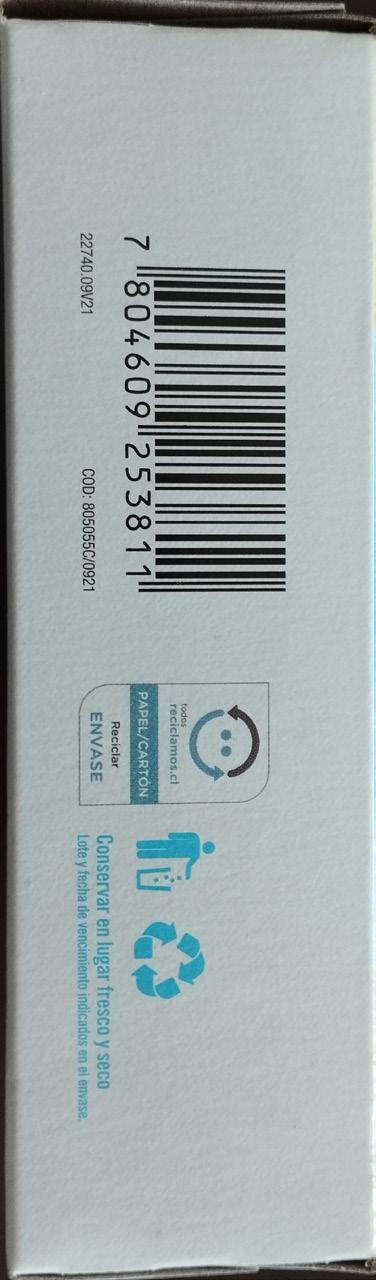 7 804609 253811
22740.09V21
COD: 805055C/0921
todos
reciclamos.cl
PAPEL/CARTÓN
Reciclar
ENVASE
Conservar en lugar fresco y seco
Lote y fecha de vencimiento indicados en el envase.